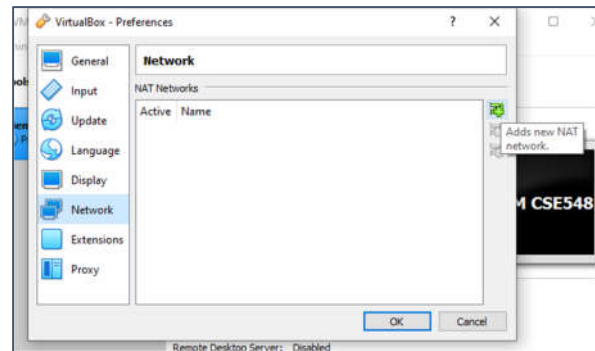 VirtualBox - Preferences ? ×
General
Input
Update
Language
Display
Network
Extensions
Proxy
Network
NAT Networks
Active Name
Adds new NAT
network.
M CSE548
OK Cancel
Remote Desktop Server: Disabled